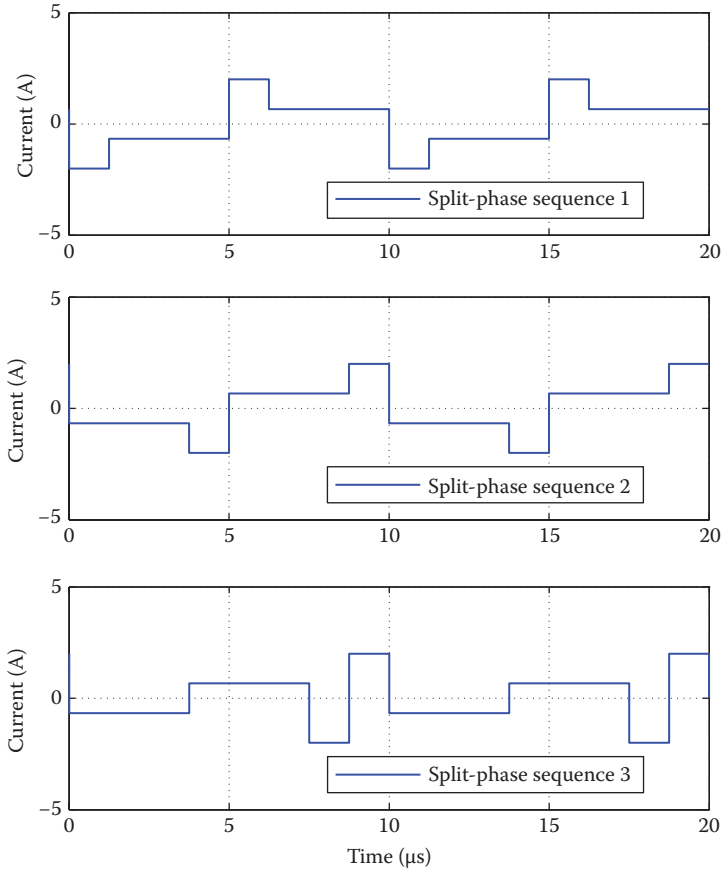 5
Current (A)
0
Split-phase sequence 1
–5
0 5 10 15 20
5
Current (A)
0
Split-phase sequence 2
–5
0 5 10 15 20
5
Current (A)
0
Split-phase sequence 3
–5
0 5 10 15 20
Time (μs)